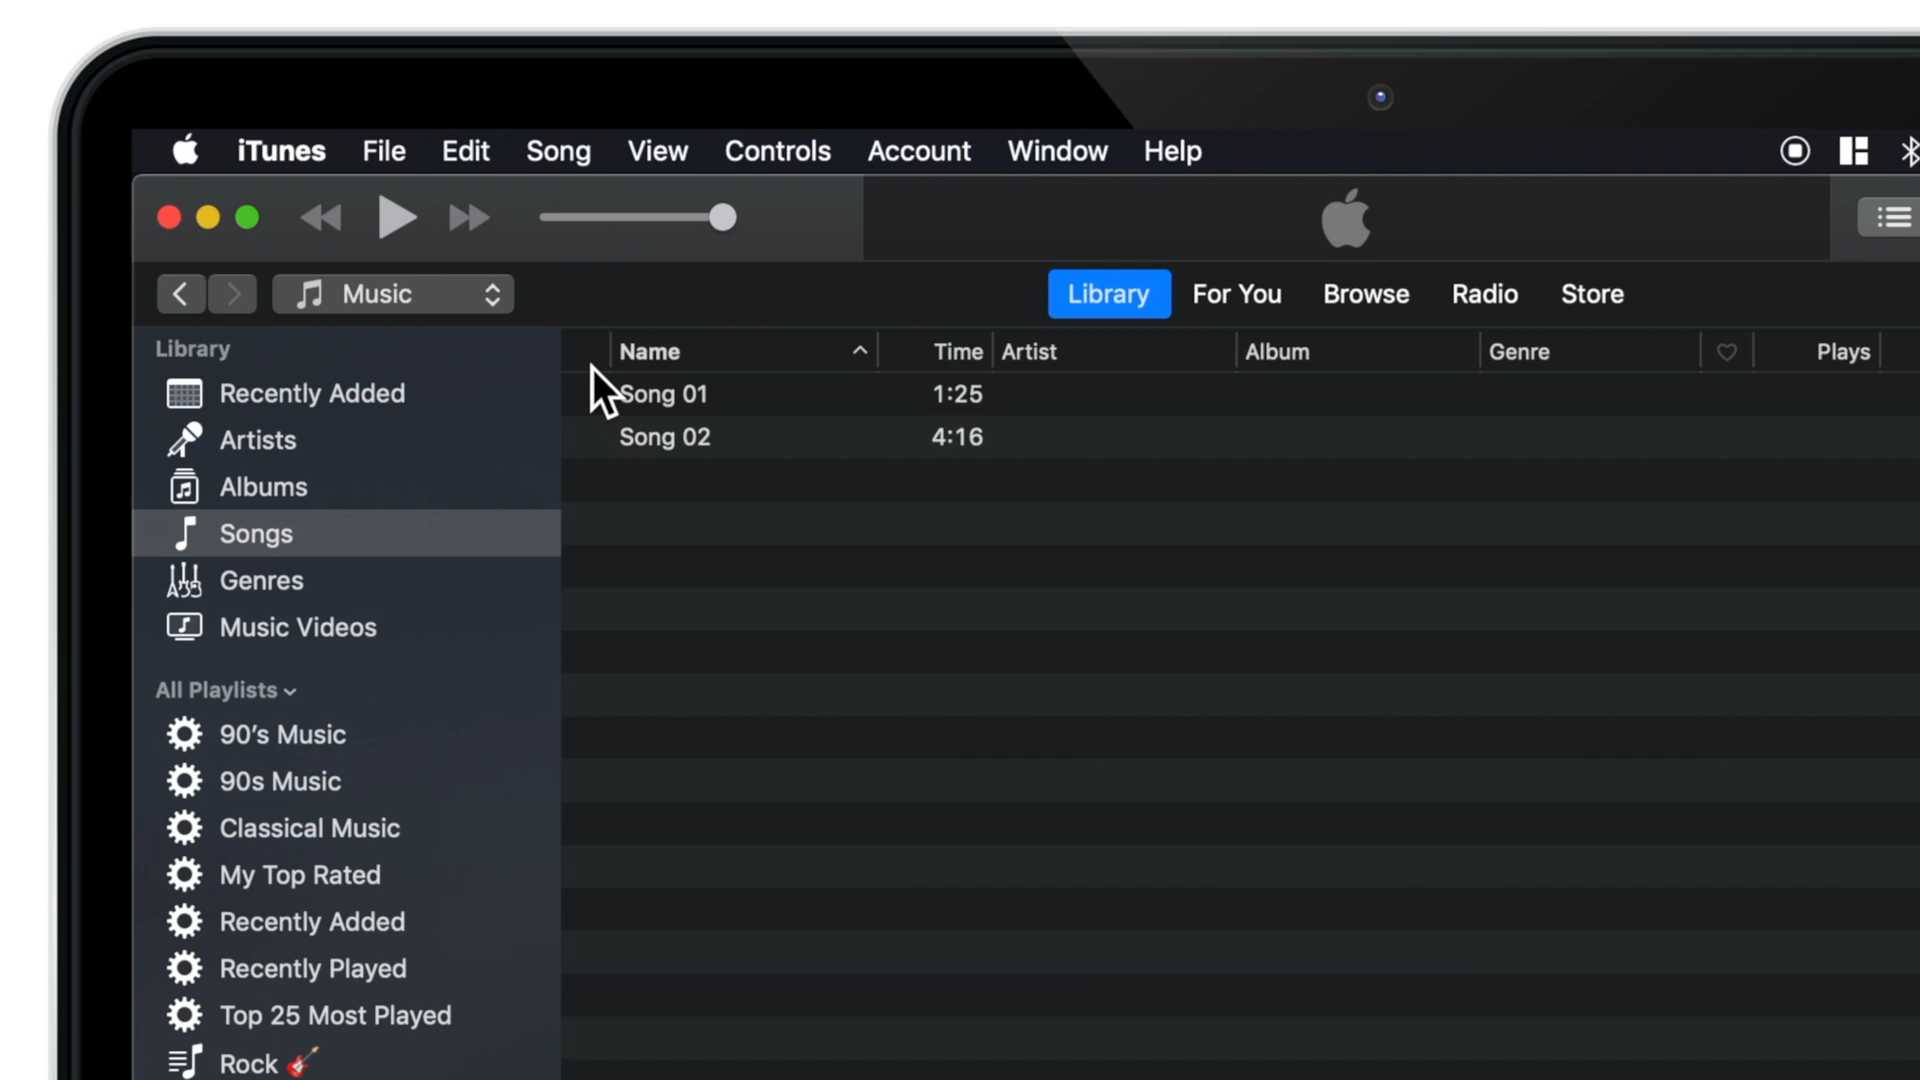 iTunes File Edit Song View Controls Account Window Help
Music
Library For You Browse Radio Store
Library
Recently Added
Artists
Albums
Songs
Genres
Music Videos
All Playlists
90's Music
90s Music
Classical Music
My Top Rated
Recently Added
Recently Played
Top 25 Most Played
Rock
Name Time Artist Album Genre Plays
Song 01 1:25
Song 02 4:16